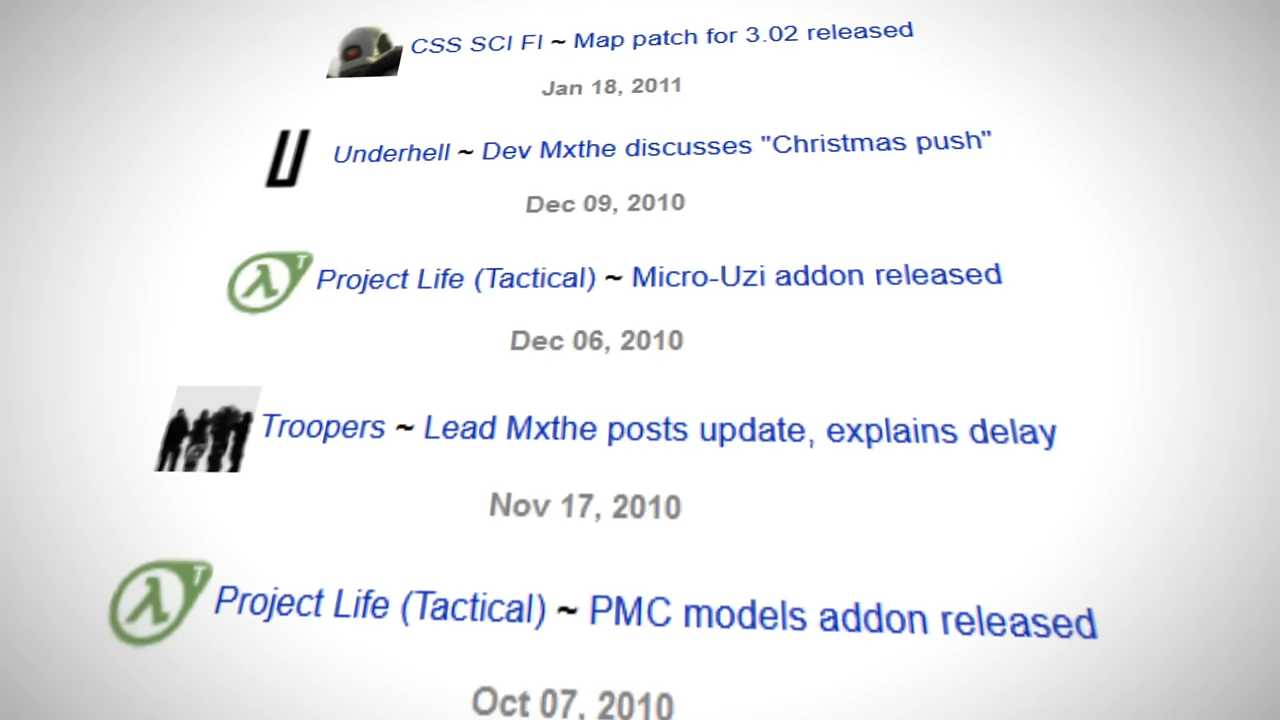 CSS SCI FI ~ Map patch for 3.02 released
Jan 18, 2011
Underhell ~ Dev Mxthe discusses "Christmas push"
Dec 09, 2010
Project Life (Tactical) ~ Micro-Uzi addon released
Dec 06, 2010
Troopers ~ Lead Mxthe posts update, explains delay
Nov 17, 2010
Project Life (Tactical) ~ PMC models addon released
Oct 07, 2010